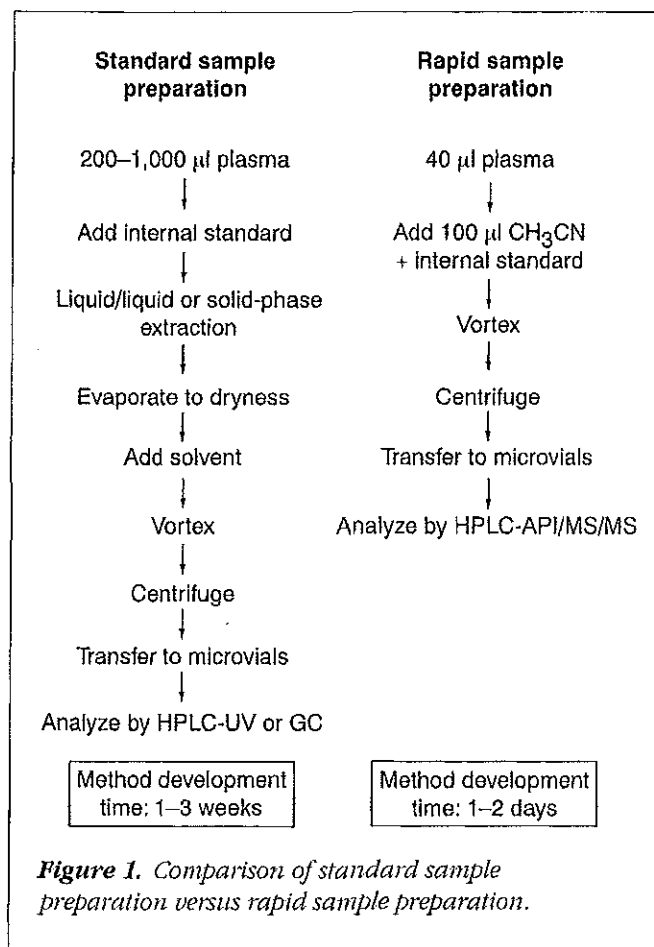 Standard sample
preparation
200–1,000 µl plasma
Add internal standard
Liquid/liquid or solid-phase
extraction
Evaporate to dryness
Add solvent
Vortex
Centrifuge
Transfer to microvials
Analyze by HPLC-UV or GC
Method development
time: 1–3 weeks
Rapid sample
preparation
40 µl plasma
Add 100 µl CH3CN
+ internal standard
Vortex
Centrifuge
Transfer to microvials
Analyze by HPLC-API/MS/MS
Method development
time: 1–2 days
Figure 1. Comparison of standard sample
preparation versus rapid sample preparation.